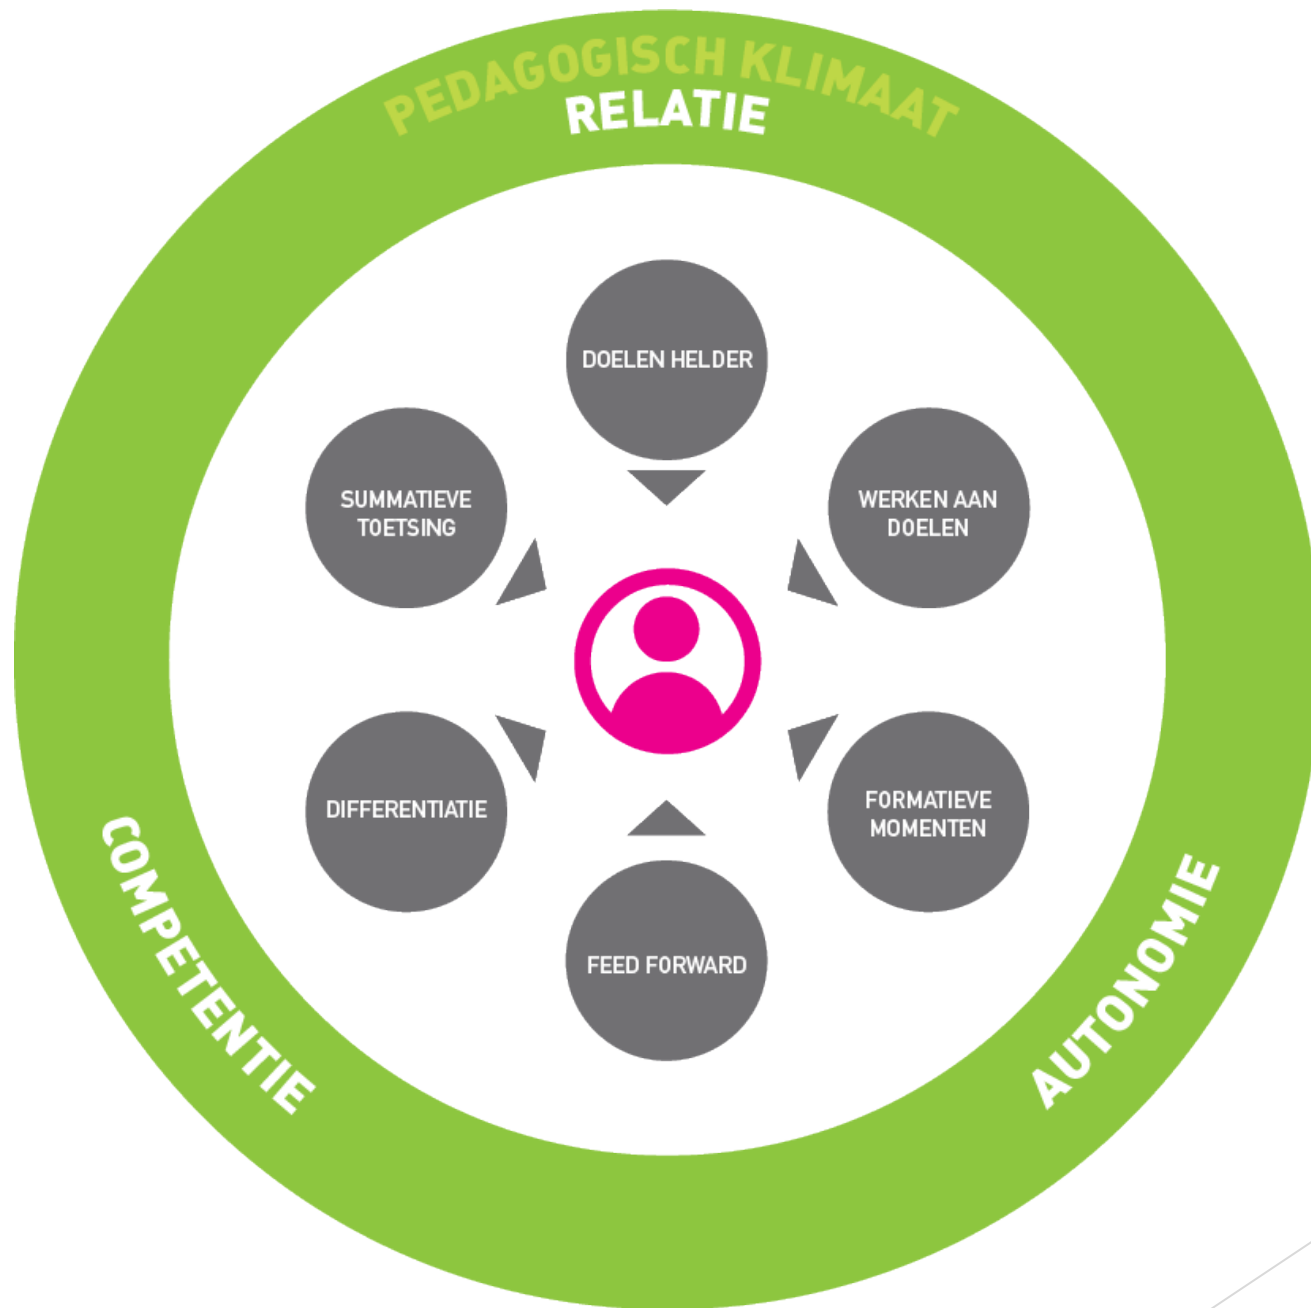 PEDAGOGISCH KLIMAAT
RELATIE
DOELEN HELDER
SUMMATIEVE
TOETSING
WERKEN AAN
DOELEN
DIFFERENTIATIE
FORMATIEVE
MOMENTEN
FEED FORWARD
COMPETENTIE
AUTONOMIE